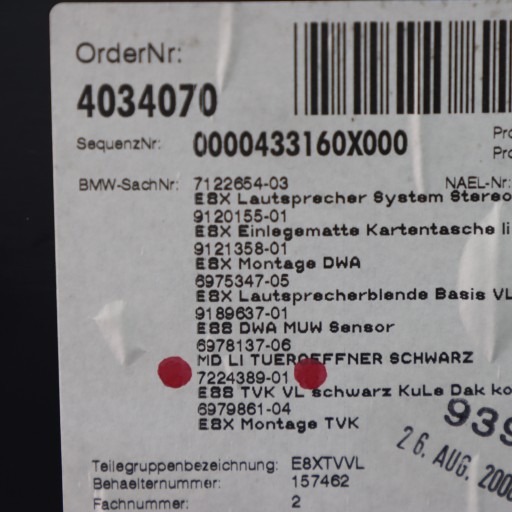 OrderNr:
4034070
SequenzNr: 0000433160X000
BMW-SachNr: 7122654-03 NAEL-Nr:
E8X Lautsprecher System Stereo
9120155-01
E8X Einlegematte Kartentasche li
9121358-01
E8X Montage DWA
6975347-05
E8X Lautsprecherblende Basis VL
9189637-01
E88 DWA MUW Sensor
6978137-06
MD LI TUEROEFFNER SCHWARZ
7224389-01
E88 TVK VL schwarz KuLe Dak ko
6979861-04
E8X Montage TVK
939
26. AUG. 200
Teilegruppenbezeichnung: E8XTVVL
Behaelternummer: 157462
Fachnummer: 2